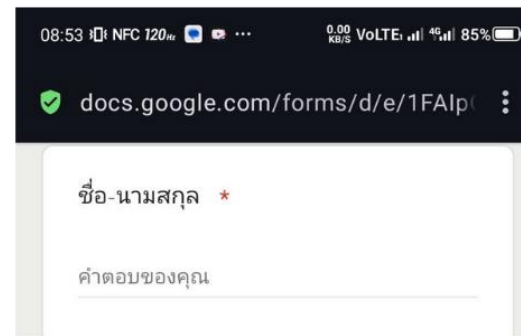 08:53 NFC 120Hz ... 0.00 KB/S VoLTE 4G 85%
docs.google.com/forms/d/e/1FAIp
ชื่อ-นามสกุล *
คำตอบของคุณ